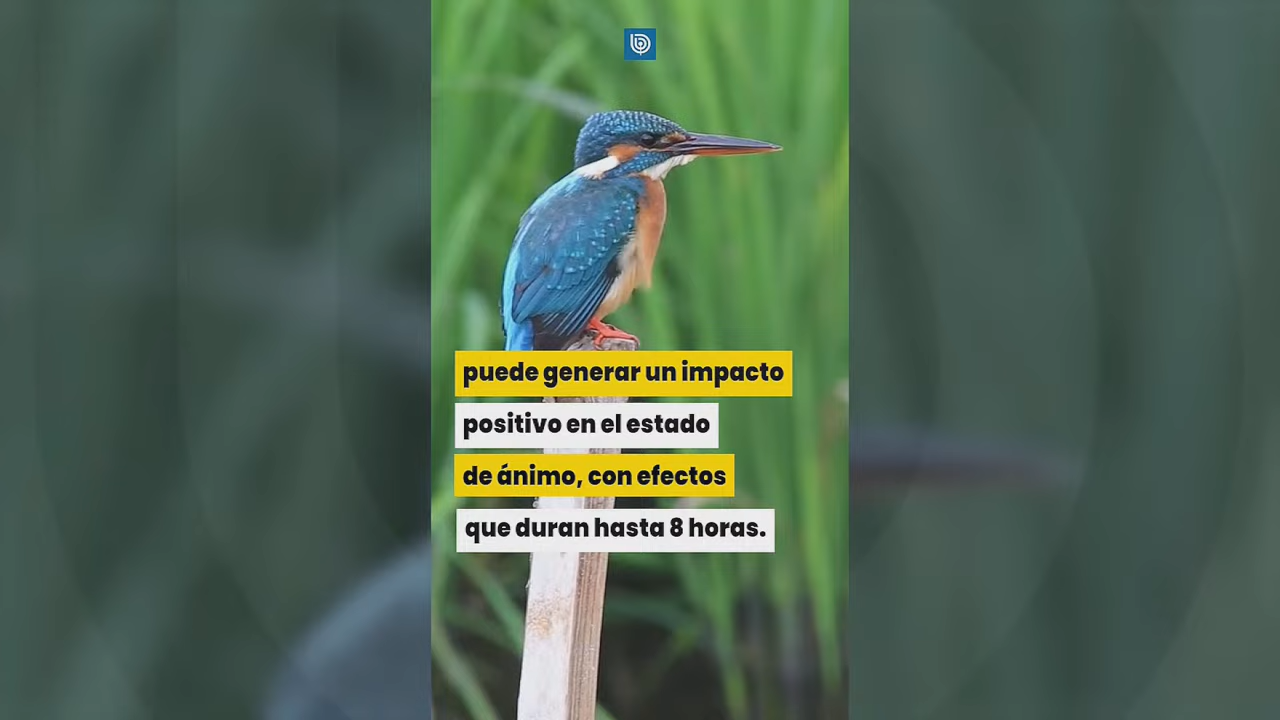 puede generar un impacto
positivo en el estado
de ánimo, con efectos
que duran hasta 8 horas.